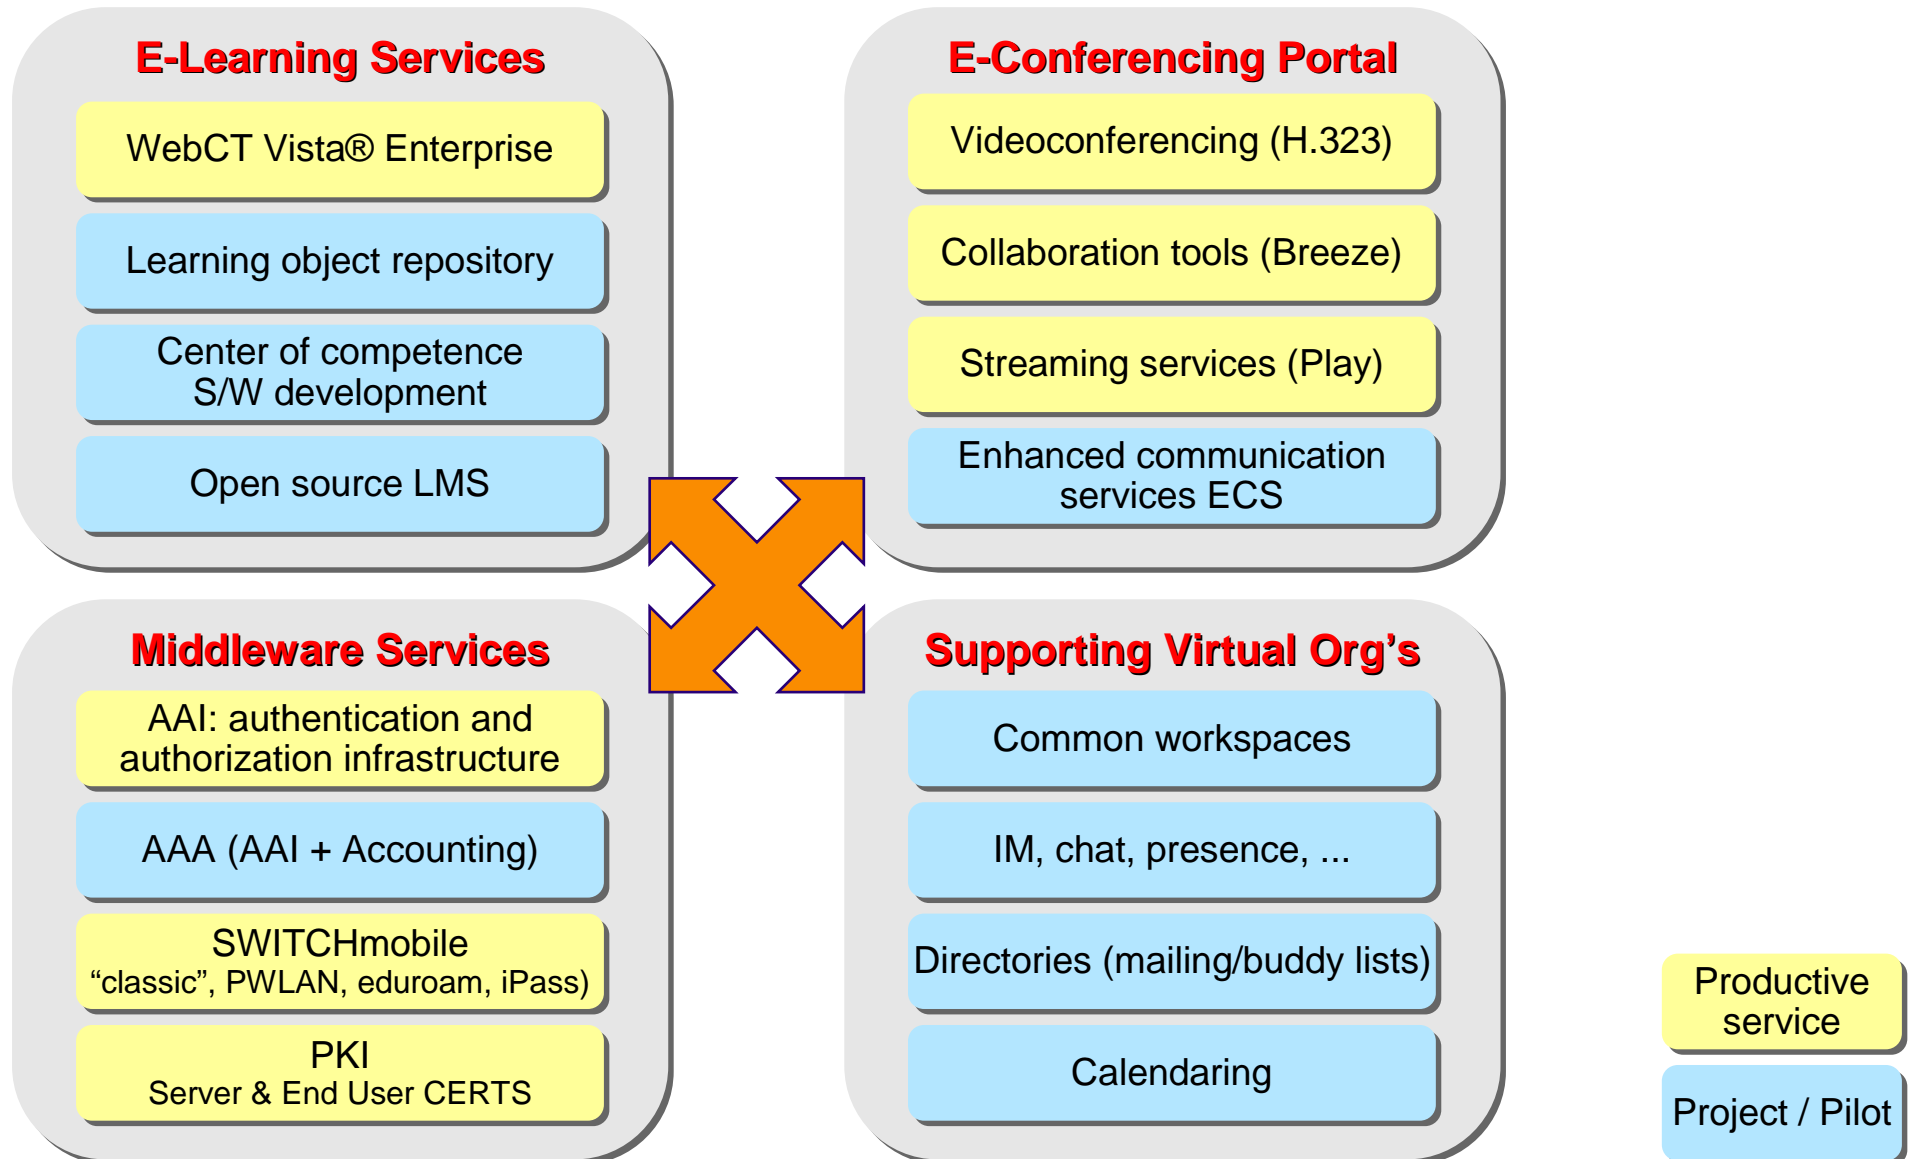 E-Learning Services
WebCT Vista® Enterprise
Learning object repository
Center of competence
S/W development
Open source LMS
E-Conferencing Portal
Videoconferencing (H.323)
Collaboration tools (Breeze)
Streaming services (Play)
Enhanced communication
services ECS
Middleware Services
AAI: authentication and
authorization infrastructure
AAA (AAI + Accounting)
SWITCHmobile
“classic”, PWLAN, eduroam, iPass)
PKI
Server & End User CERTS
Supporting Virtual Org’s
Common workspaces
IM, chat, presence, ...
Directories (mailing/buddy lists)
Calendaring
Productive
service
Project / Pilot